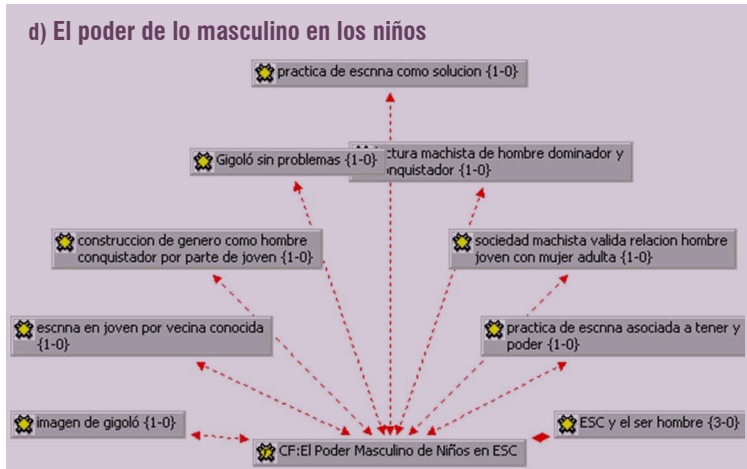 d) El poder de lo masculino en los niños
practica de escnna como solucion {1-0}
Gigoló sin problemas {1-0}
machista de hombre dominador y
{1-0}
construccion de genero como hombre
conquistador por parte de joven {1-0}
sociedad machista valida relacion hombre
joven con mujer adulta {1-0}
escnna en joven por vecina conocida
{1-0}
practica de escnna asociada a tener y
poder {1-0}
imagen de gigoló {1-0}
ESC y el ser hombre {3-0}
CF:El Poder Masculino de Niños en ESC